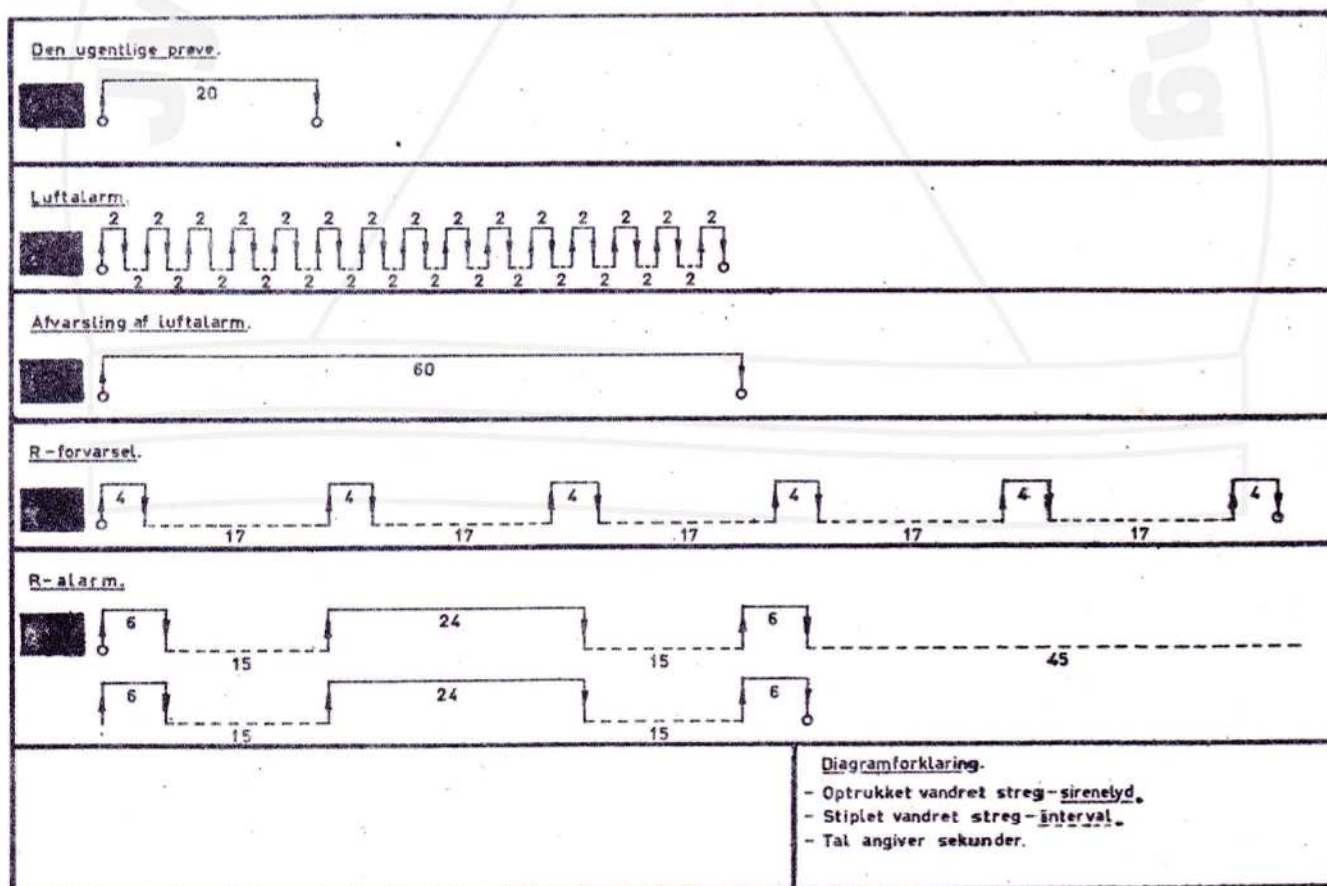 Den ugentlige prøve.
20
Luftalarm.
2 2 2 2 2 2 2 2 2 2 2 2 2 2 2
2 2 2 2 2 2 2 2 2 2 2 2 2 2
Afvarsling af luftalarm.
60
R-forvarsel.
4 4 4 4 4 4
17 17 17 17 17
R-alarm.
6 24 6
15 15 45
6 24 6
15 15
Diagramforklaring.
- Optrukket vandret streg-sirenelyd.
- Stiplet vandret streg-interval.
- Tal angiver sekunder.